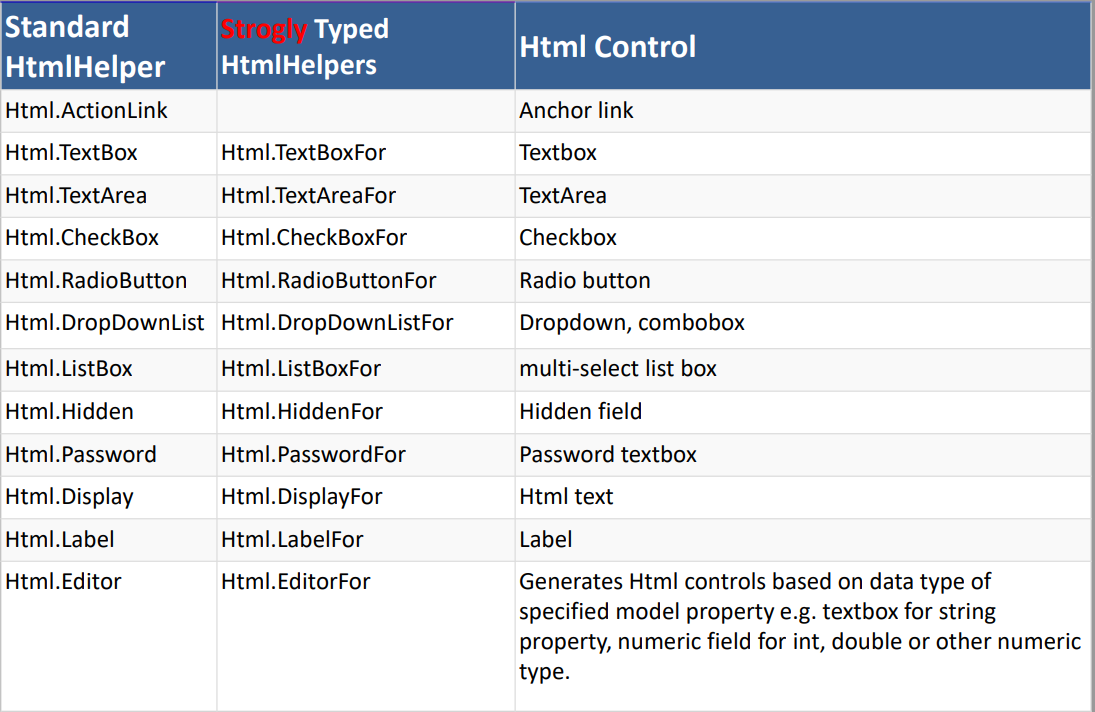 Standard HtmlHelper	Strogly Typed HtmlHelpers	Html Control
Html.ActionLink		Anchor link
Html.TextBox	Html.TextBoxFor	Textbox
Html.TextArea	Html.TextAreaFor	TextArea
Html.CheckBox	Html.CheckBoxFor	Checkbox
Html.RadioButton	Html.RadioButtonFor	Radio button
Html.DropDownList	Html.DropDownListFor	Dropdown, combobox
Html.ListBox	Html.ListBoxFor	multi-select list box
Html.Hidden	Html.HiddenFor	Hidden field
Html.Password	Html.PasswordFor	Password textbox
Html.Display	Html.DisplayFor	Html text
Html.Label	Html.LabelFor	Label
Html.Editor	Html.EditorFor	Generates Html controls based on data type of
specified model property e.g. textbox for string
property, numeric field for int, double or other numeric
type.